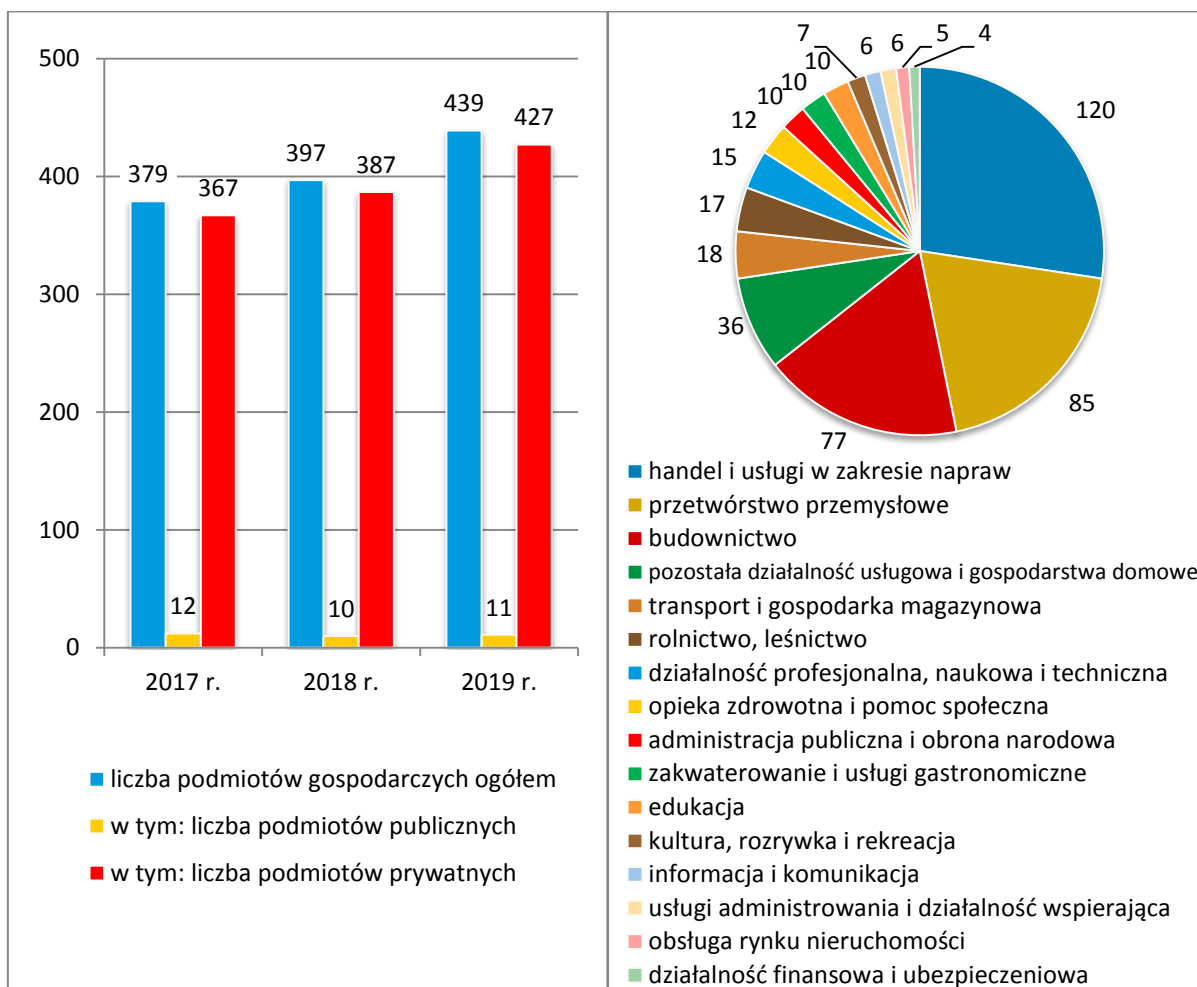 500
400
300
200
100
0
379
367
397
387
439
427
12
10
11
2017 r.
2018 r.
2019 r.
liczba podmiotów gospodarczych ogółem
w tym: liczba podmiotów publicznych
w tym: liczba podmiotów prywatnych
120
85
77
36
18
17
15
12
10
10
10
7
6
6
5
4
handel i usługi w zakresie napraw
przetwórstwo przemysłowe
budownictwo
pozostała działalność usługowa i gospodarstwa domowe
transport i gospodarka magazynowa
rolnictwo, leśnictwo
działalność profesjonalna, naukowa i techniczna
opieka zdrowotna i pomoc społeczna
administracja publiczna i obrona narodowa
zakwaterowanie i usługi gastronomiczne
edukacja
kultura, rozrywka i rekreacja
informacja i komunikacja
usługi administrowania i działalność wspierająca
obsługa rynku nieruchomości
działalność finansowa i ubezpieczeniowa